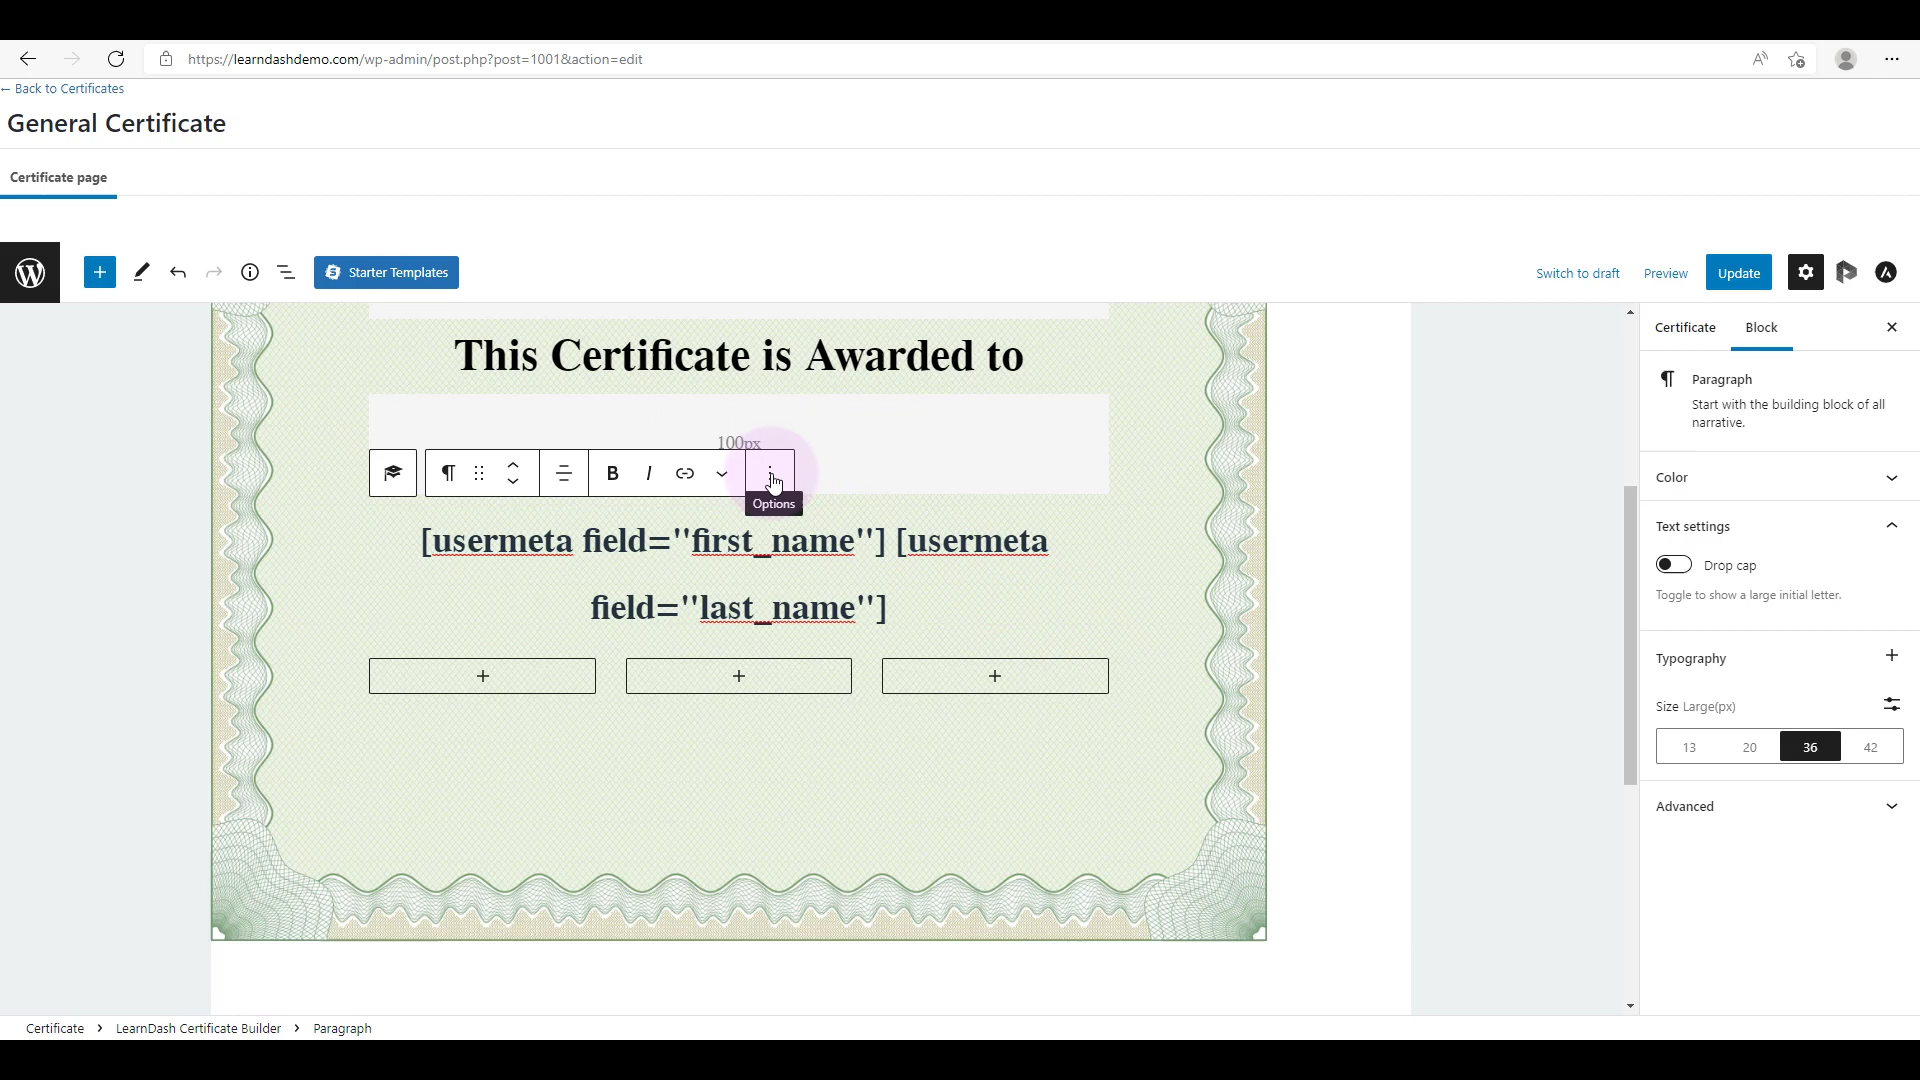 https://learndashdemo.com/wp-admin/post.php?post=1001&action=edit
← Back to Certificates
General Certificate
Certificate page
Starter Templates
Switch to draft
Preview
Update
This Certificate is Awarded to
100px
B
I
Options
[usermeta field="first_name"] [usermeta
field="last_name"]
Certificate
Block
Paragraph
Start with the building block of all
narrative.
Color
Text settings
Drop cap
Toggle to show a large initial letter.
Typography
Size Large(px)
13 20 36 42
Advanced
Certificate > LearnDash Certificate Builder > Paragraph